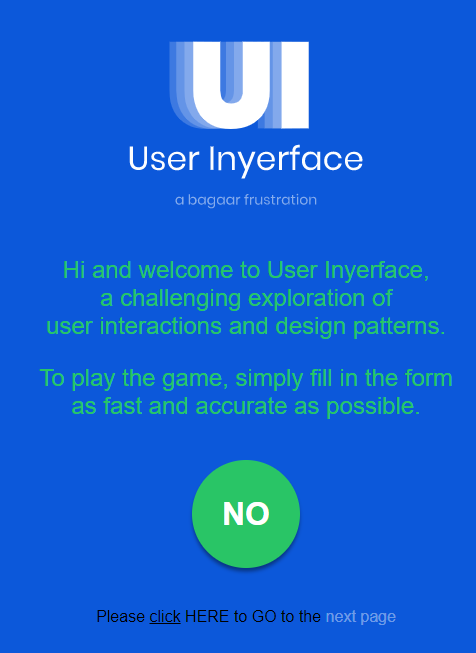 UI
User Inyerface
a bagaar frustration
Hi and welcome to User Inyerface,
a challenging exploration of
user interactions and design patterns.
To play the game, simply fill in the form
as fast and accurate as possible.
NO
Please click HERE to GO to the next page